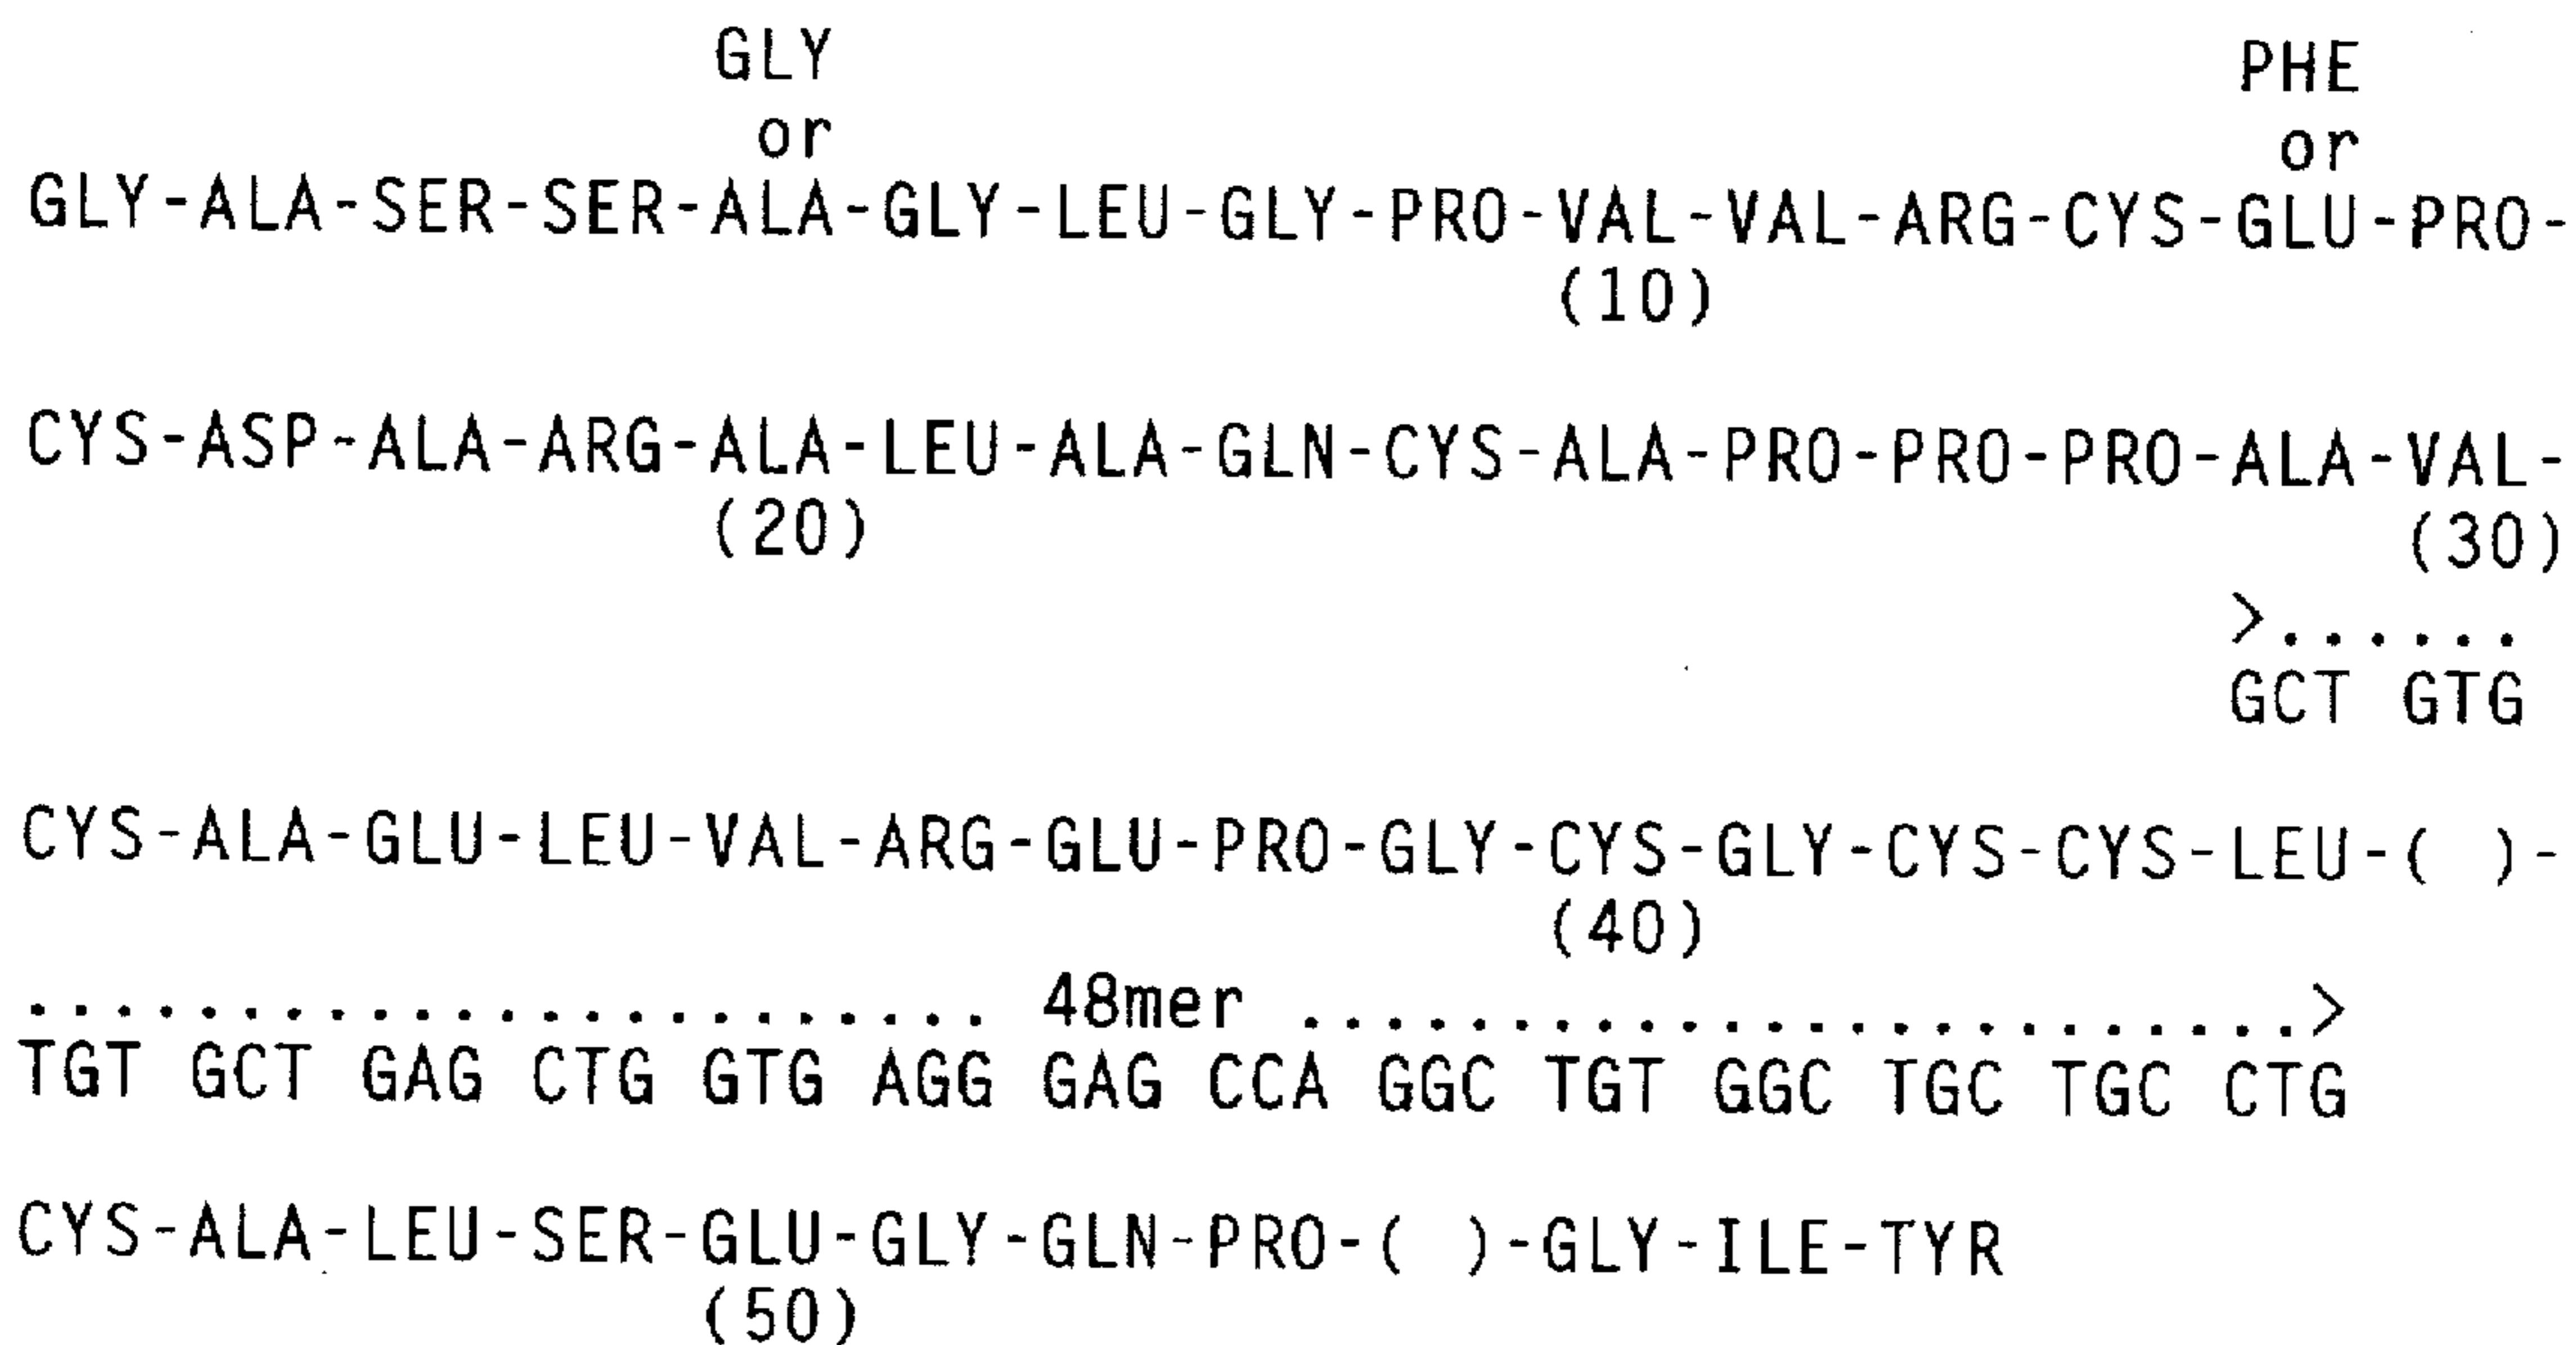 GLY PHE
or or
GLY-ALA-SER-SER-ALA-GLY-LEU-GLY-PRO-VAL-VAL-ARG-CYS-GLU-PRO-
(10)
CYS-ASP-ALA-ARG-ALA-LEU-ALA-GLN-CYS-ALA-PRO-PRO-PRO-ALA-VAL-
(20) (30)
>......
GCT GTG
CYS-ALA-GLU-LEU-VAL-ARG-GLU-PRO-GLY-CYS-GLY-CYS-CYS-LEU-( )-
(40)
....................... 48mer ........................>
TGT GCT GAG CTG GTG AGG GAG CCA GGC TGT GGC TGC TGC CTG
CYS-ALA-LEU-SER-GLU-GLY-GLN-PRO-( )-GLY-ILE-TYR
(50)